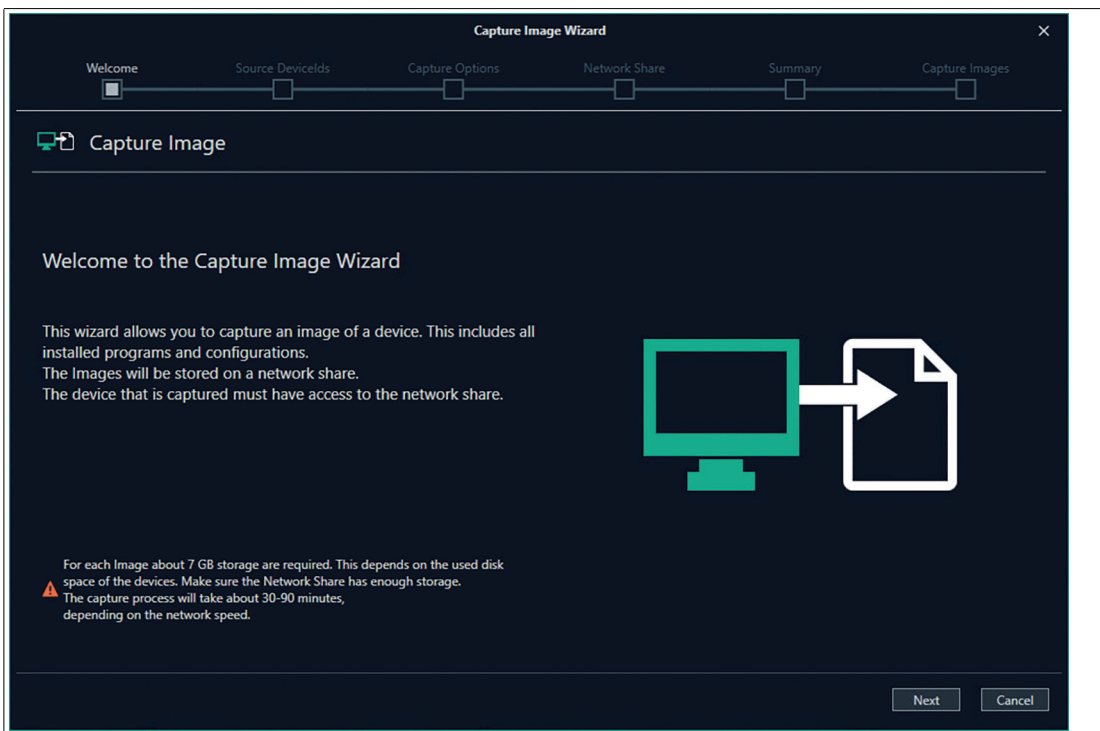 Capture Image Wizard
Welcome
Source DeviceIds
Capture Options
Network Share
Summary
Capture Images
Capture Image
Welcome to the Capture Image Wizard
This wizard allows you to capture an image of a device. This includes all
installed programs and configurations.
The Images will be stored on a network share.
The device that is captured must have access to the network share.
For each Image about 7 GB storage are required. This depends on the used disk
space of the devices. Make sure the Network Share has enough storage.
The capture process will take about 30-90 minutes,
depending on the network speed.
Next
Cancel